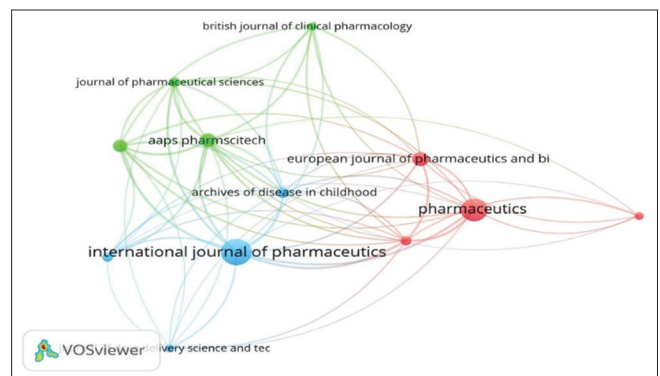 british journal of clinical pharmacology
journal of pharmaceutical sciences
aaps pharmscitech
european journal of pharmaceutics and bi
archives of disease in childhood
pharmaceutics
international journal of pharmaceutics
delivery science and tec
VOSviewer